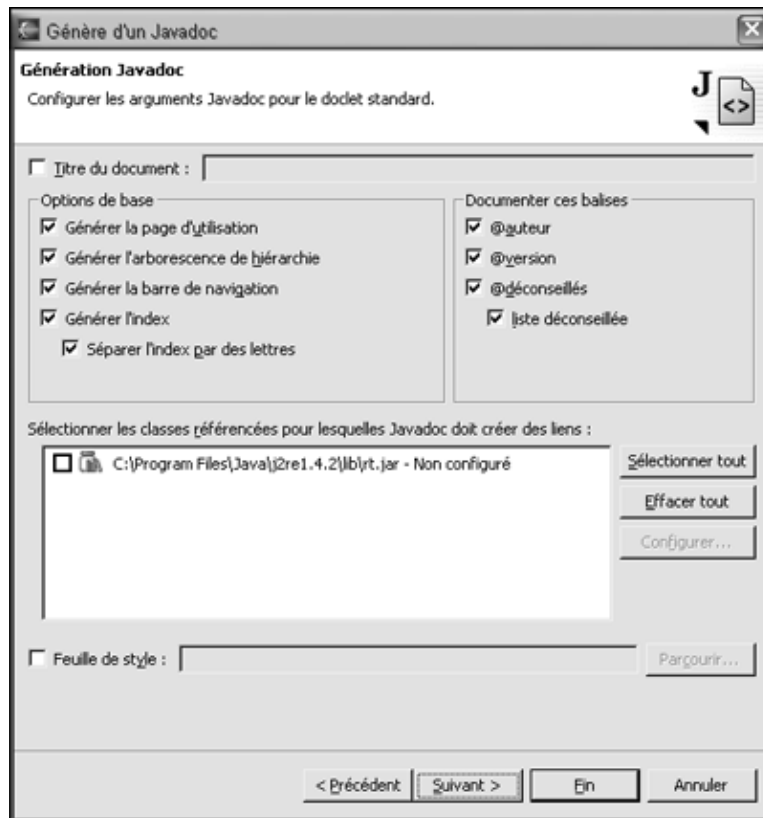 Génère d'un Javadoc
Génération Javadoc
Configurer les arguments Javadoc pour le doclet standard.
J
<>
Titre du document :
Options de base
Générer la page d'utilisation
Générer l'arborescence de hiérarchie
Générer la barre de navigation
Générer l'index
Séparer l'index par des lettres
Documenter ces balises
@auteur
@version
@déconseillés
liste déconseillée
Sélectionner les classes référencées pour lesquelles Javadoc doit créer des liens :
C:\Program Files\Java\j2re1.4.2\lib\rt.jar - Non configuré
Sélectionner tout
Effacer tout
Configurer...
Feuille de style :
Parcourir...
< Précédent
Suivant >
Fin
Annuler